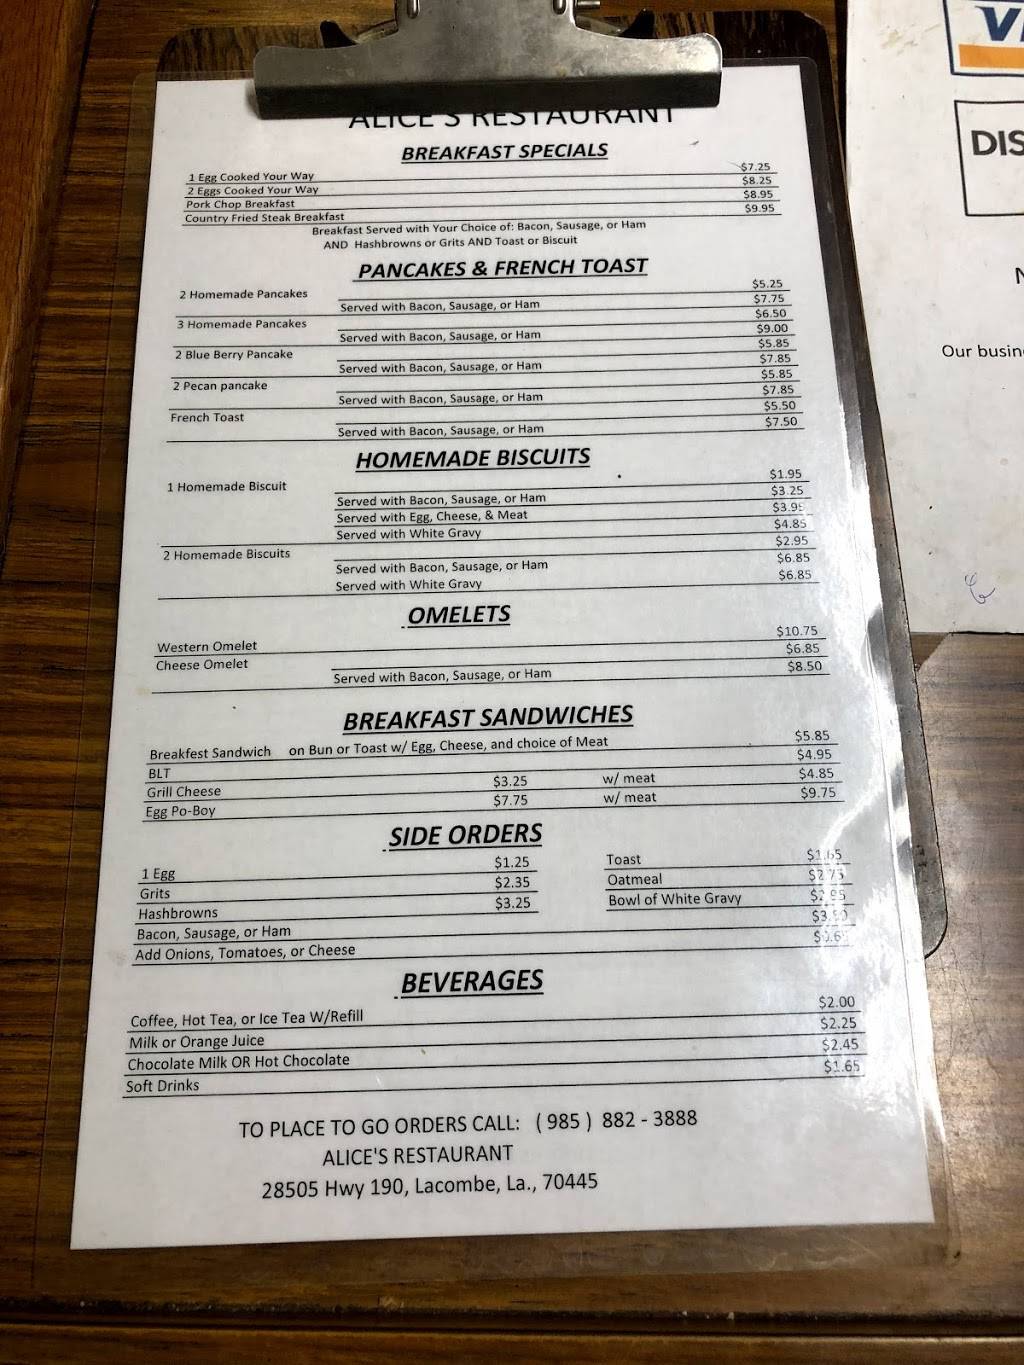 ALICE'S RESTAURANT
BREAKFAST SPECIALS
1 Egg Cooked Your Way $7.25
2 Eggs Cooked Your Way $8.25
Pork Chop Breakfast $8.95
Country Fried Steak Breakfast $9.95
Breakfast Served with Your Choice of: Bacon, Sausage, or Ham
AND Hashbrowns or Grits AND Toast or Biscuit
PANCAKES & FRENCH TOAST
2 Homemade Pancakes $5.25
Served with Bacon, Sausage, or Ham $7.75
3 Homemade Pancakes $6.50
Served with Bacon, Sausage, or Ham $9.00
2 Blue Berry Pancake $5.85
Served with Bacon, Sausage, or Ham $7.85
2 Pecan pancake $5.85
Served with Bacon, Sausage, or Ham $7.85
French Toast $5.50
Served with Bacon, Sausage, or Ham $7.50
HOMEMADE BISCUITS
1 Homemade Biscuit $1.95
Served with Bacon, Sausage, or Ham $3.25
Served with Egg, Cheese, & Meat $3.95
Served with White Gravy $4.85
2 Homemade Biscuits $2.95
Served with Bacon, Sausage, or Ham $6.85
Served with White Gravy $6.85
OMELETS
Western Omelet $10.75
Cheese Omelet $6.85
Served with Bacon, Sausage, or Ham $8.50
BREAKFAST SANDWICHES
Breakfest Sandwich on Bun or Toast w/ Egg, Cheese, and choice of Meat $5.85
BLT $4.95
Grill Cheese $3.25 w/ meat $4.85
Egg Po-Boy $7.75 w/ meat $9.75
SIDE ORDERS
1 Egg $1.25 Toast $1.65
Grits $2.35 Oatmeal $2.75
Hashbrowns $3.25 Bowl of White Gravy $2.95
Bacon, Sausage, or Ham
Add Onions, Tomatoes, or Cheese
BEVERAGES
Coffee, Hot Tea, or Ice Tea W/Refill $2.00
Milk or Orange Juice $2.25
Chocolate Milk OR Hot Chocolate $2.45
Soft Drinks $1.65
TO PLACE TO GO ORDERS CALL: ( 985 ) 882 - 3888
ALICE'S RESTAURANT
28505 Hwy 190, Lacombe, La., 70445
DIS
Our busin